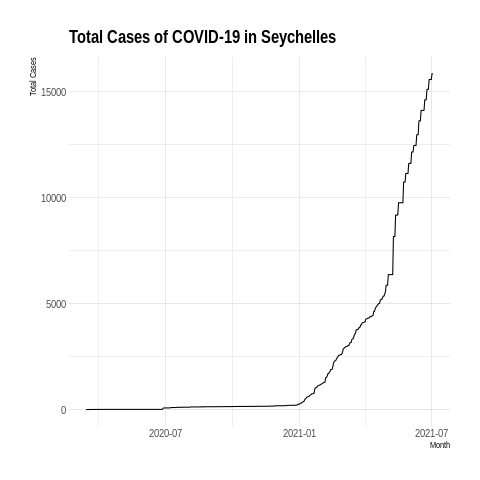 Total Cases of COVID-19 in Seychelles
Total Cases
15000
10000
5000
0
2020-07
2021-01
2021-07
Month